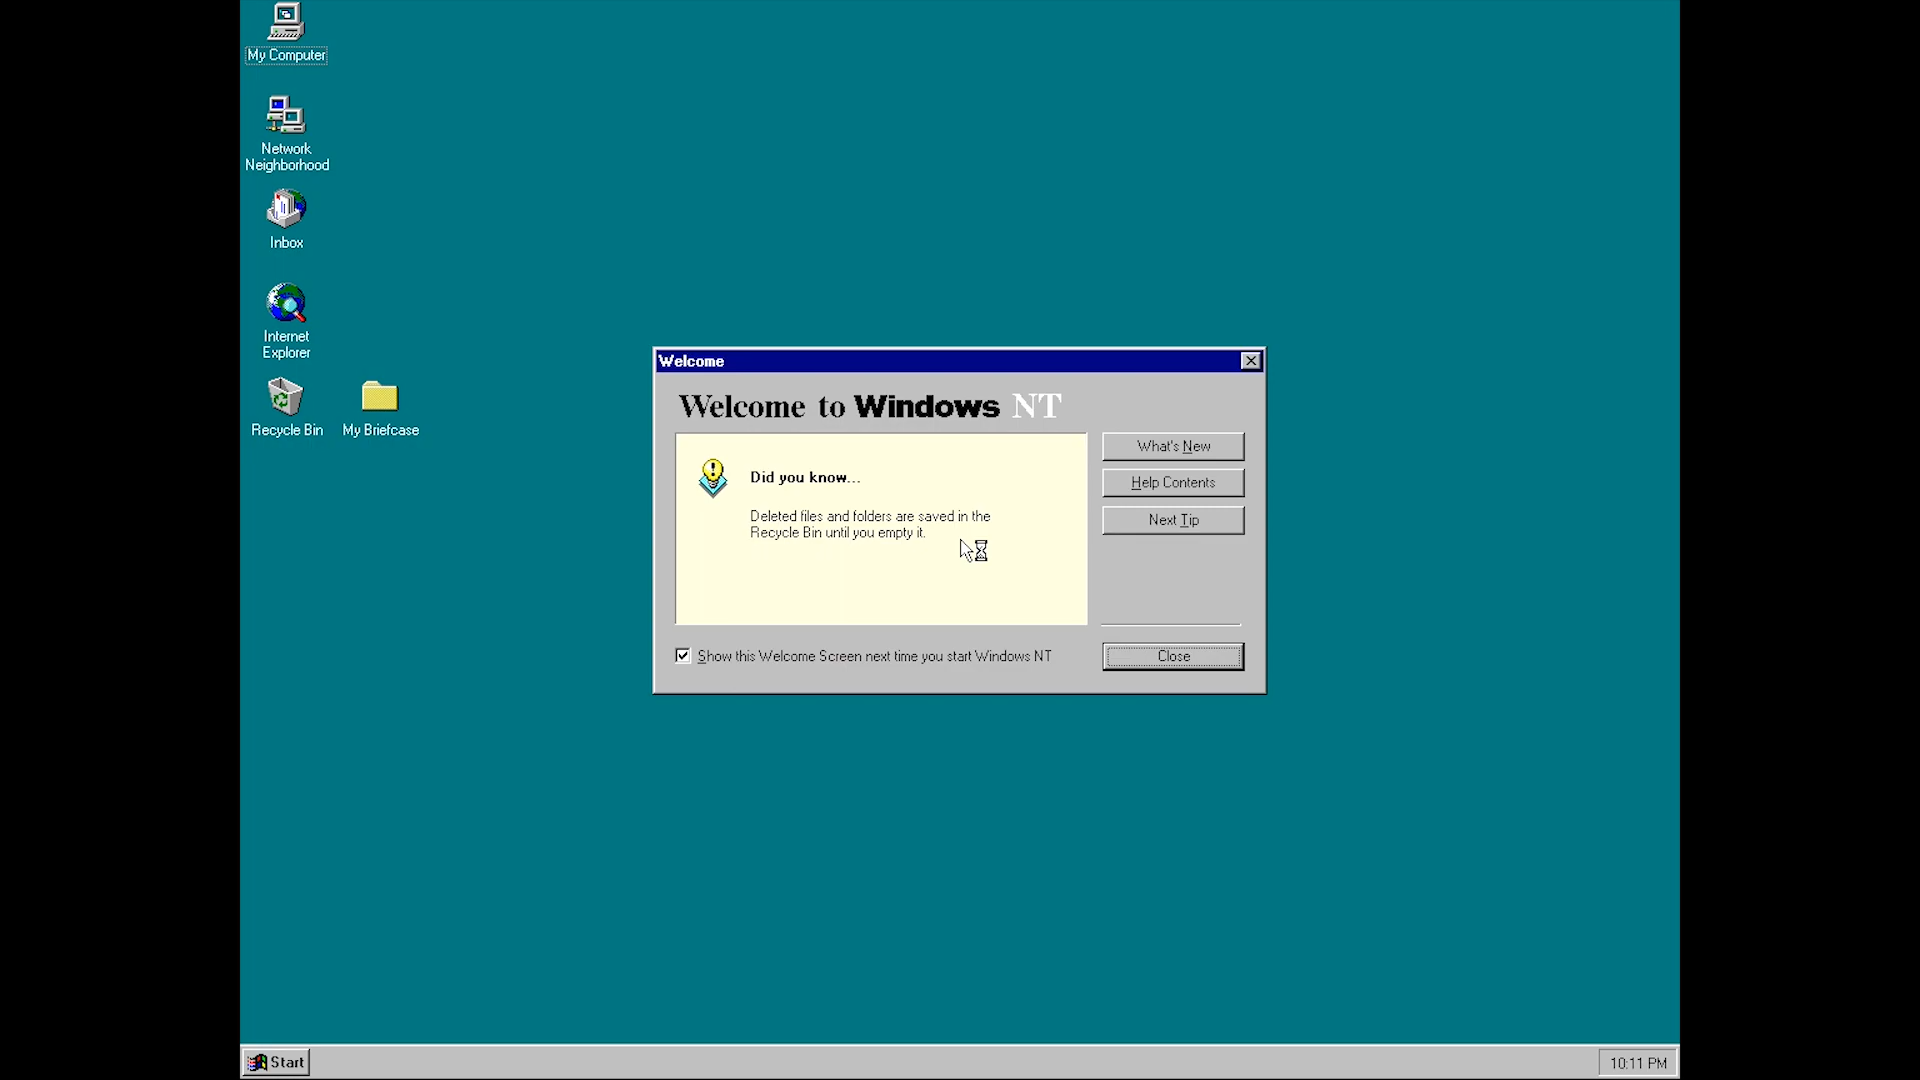 My Computer
Network
Neighborhood
Inbox
Internet
Explorer
Recycle Bin
My Briefcase
Welcome
Welcome to Windows NT
Did you know...
Deleted files and folders are saved in the
Recycle Bin until you empty it.
What's New
Help Contents
Next Tip
Show this Welcome Screen next time you start Windows NT
Close
Start
10:11 PM